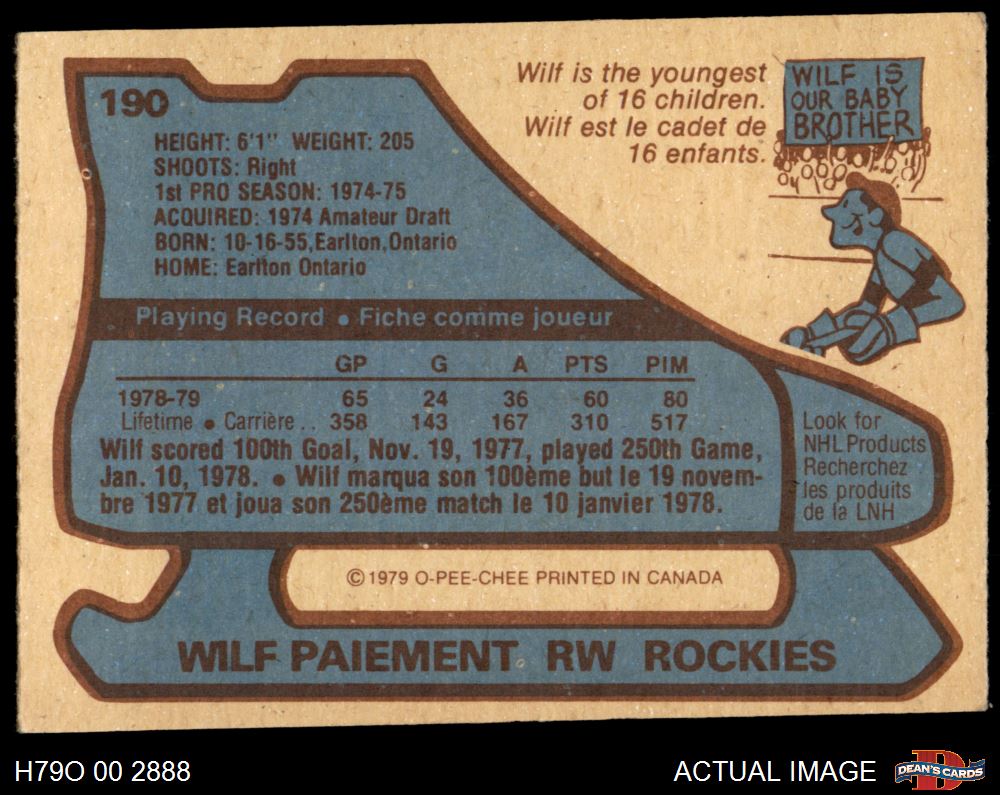 190
HEIGHT: 6'1" WEIGHT: 205
SHOOTS: Right
1st PRO SEASON: 1974-75
ACQUIRED: 1974 Amateur Draft
BORN: 10-16-55, Earlton, Ontario
HOME: Earlton Ontario
Wilf is the youngest
of 16 children.
Wilf est le cadet de
16 enfants.
WILF IS
OUR BABY
BROTHER
Playing Record • Fiche comme joueur
GP G A PTS PIM
1978-79 65 24 36 60 80
Lifetime • Carrière .. 358 143 167 310 517
Wilf scored 100th Goal, Nov. 19, 1977, played 250th Game,
Jan. 10, 1978. • Wilf marqua son 100ème but le 19 novem-
bre 1977 et joua son 250ème match le 10 janvier 1978.
Look for
NHL Products
Recherchez
les produits
de la LNH
© 1979 O-PEE-CHEE PRINTED IN CANADA
WILF PAIEMENT RW ROCKIES
H79O 00 2888
ACTUAL IMAGE
D
DEAN'S CARDS